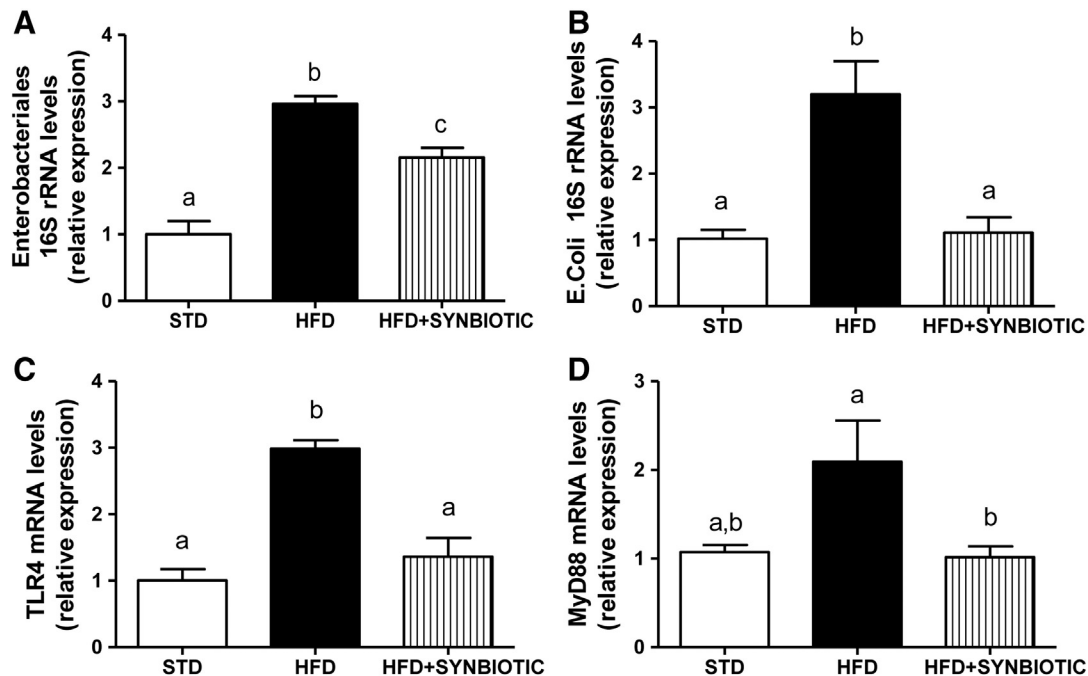 A
Enterobacteriales
16S rRNA levels
(relative expression)
4
3
2
1
0
a
b
c
STD
HFD
HFD+SYNBIOTIC
B
E.Coli 16S rRNA levels
(relative expression)
4
3
2
1
0
a
b
a
STD
HFD
HFD+SYNBIOTIC
C
TLR4 mRNA levels
(relative expression)
4
3
2
1
0
a
b
a
STD
HFD
HFD+SYNBIOTIC
D
MyD88 mRNA levels
(relative expression)
3
2
1
0
a,b
a
b
STD
HFD
HFD+SYNBIOTIC